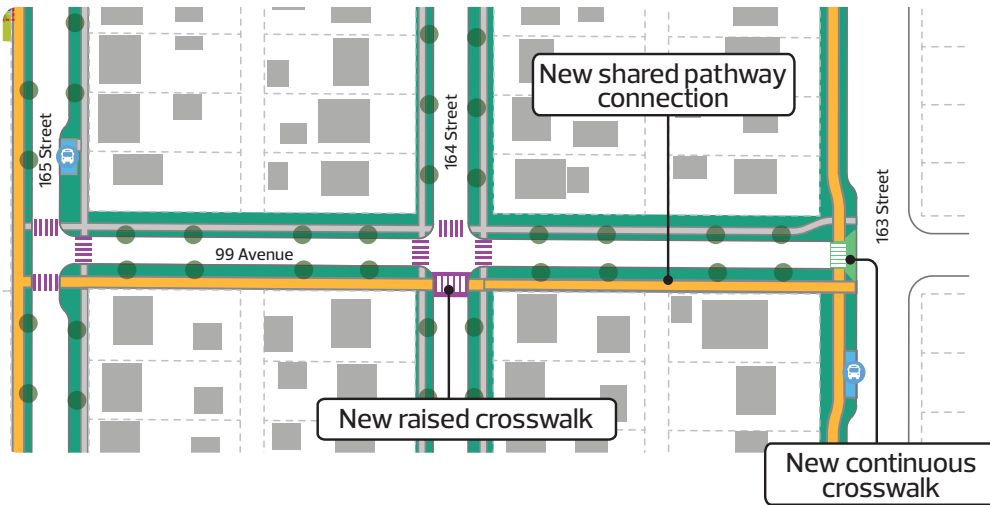 New shared pathway
connection
165 Street
164 Street
163 Street
99 Avenue
New raised crosswalk
New continuous
crosswalk